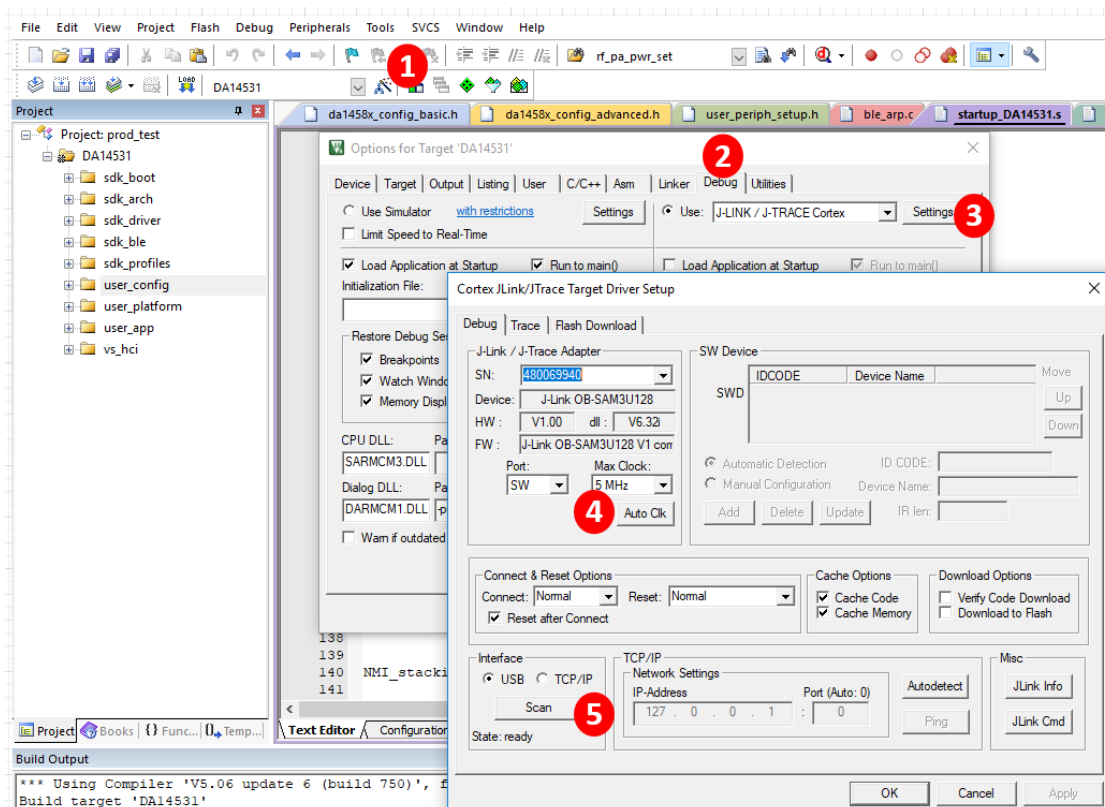 File Edit View Project Flash Debug Peripherals Tools SVCS Window Help
rf_pa_pwr_set
1
LOAD
DA14531
Project
Project: prod_test
DA14531
sdk_boot
sdk_arch
sdk_driver
sdk_ble
sdk_profiles
user_config
user_platform
user_app
vs_hci
da1458x_config_basic.h da1458x_config_advanced.h user_periph_setup.h ble_arp.c startup_DA14531.s
Options for Target 'DA14531'
2
Device Target Output Listing User C/C++ Asm Linker Debug Utilities
Use Simulator with restrictions Settings Use: J-LINK / J-TRACE Cortex Settings
3
Limit Speed to Real-Time
Load Application at Startup Run to main() Load Application at Startup Run to main()
Initialization File:
Restore Debug Se
Breakpoints
Watch Windo
Memory Displ
CPU DLL: Pa
SARMCM3.DLL
Dialog DLL: Pa
DARMCM1.DLL -p
Warn if outdated
Cortex JLink/JTrace Target Driver Setup
Debug Trace Flash Download
J-Link / J-Trace Adapter
SN: 480069940
Device: J-Link OB-SAM3U128
HW : V1.00 dll : V6.32i
FW : J-Link OB-SAM3U128 V1 com
Port: Max Clock:
SW 5 MHz
4
Auto Clk
SW Device
IDCODE Device Name Move
SWD
Up
Down
Automatic Detection ID CODE:
Manual Configuration Device Name:
Add Delete Update IR len:
Connect & Reset Options
Connect: Normal Reset: Normal
Reset after Connect
Cache Options
Cache Code
Cache Memory
Download Options
Verify Code Download
Download to Flash
Interface
USB TCP/IP
Scan
5
State: ready
TCP/IP
Network Settings
IP-Address Port (Auto: 0)
127 . 0 . 0 . 1 : 0
Autodetect
Ping
Misc
JLink Info
JLink Cmd
OK Cancel Apply
138
139
140 NMI_stacki
141
Project Books {} Func... 0 Temp...
Text Editor Configuration
Build Output
*** Using Compiler 'V5.06 update 6 (build 750)', f
Build target 'DA14531'